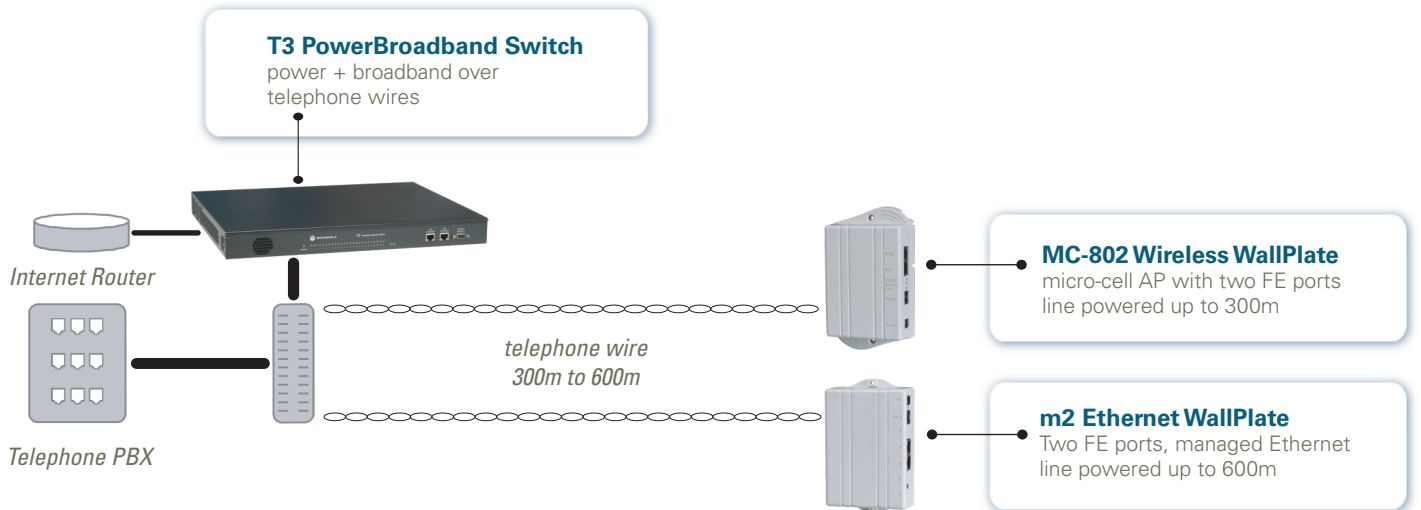 T3 PowerBroadband Switch
power + broadband over
telephone wires
Internet Router
Telephone PBX
telephone wire
300m to 600m
MC-802 Wireless WallPlate
micro-cell AP with two FE ports
line powered up to 300m
m2 Ethernet WallPlate
Two FE ports, managed Ethernet
line powered up to 600m